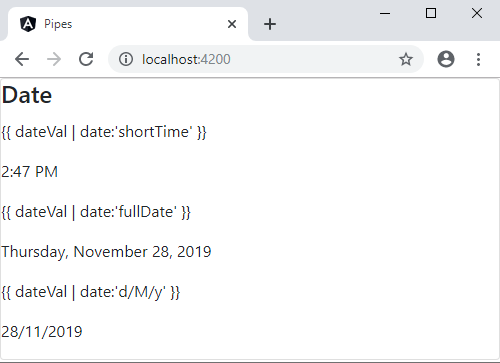 Pipes
localhost:4200
Date
{{ dateVal | date:'shortTime' }}
2:47 PM
{{ dateVal | date:'fullDate' }}
Thursday, November 28, 2019
{{ dateVal | date:'d/M/y' }}
28/11/2019